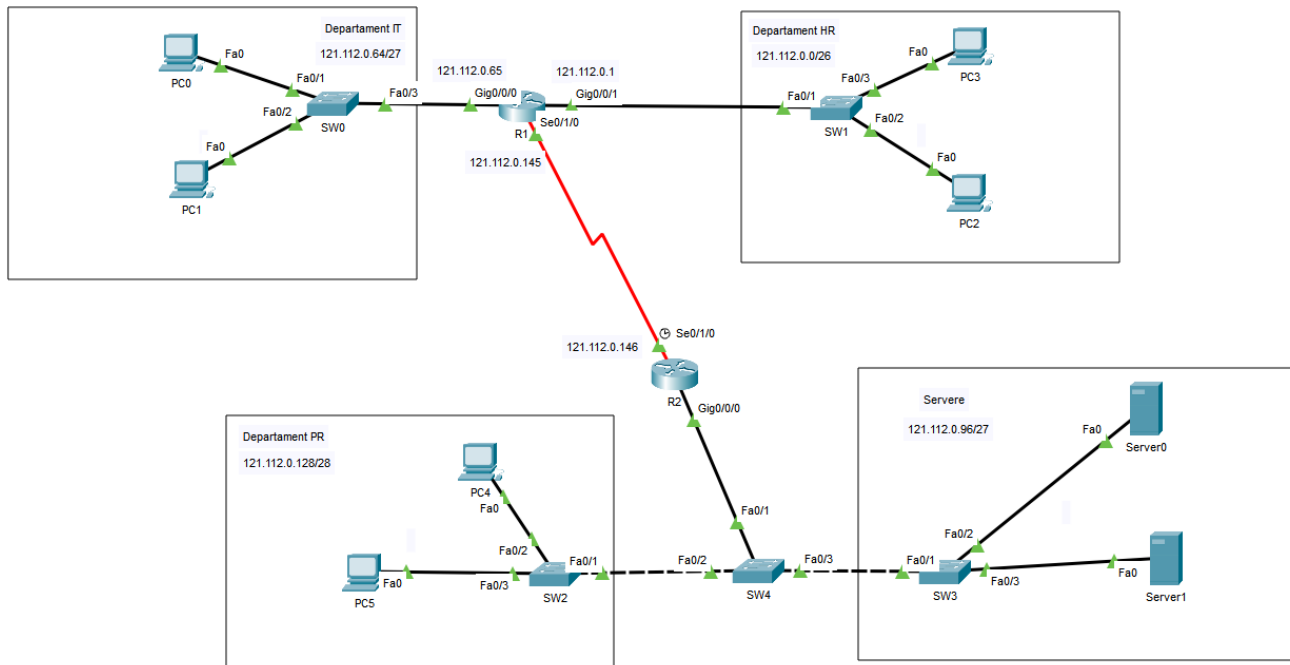 Departament IT
121.112.0.64/27
Fa0
PC0
Fa0/1
Fa0/2
Fa0/3
SW0
Fa0
PC1
121.112.0.65
121.112.0.1
Gig0/0/0
Gig0/0/1
Se0/1/0
R1
121.112.0.145
Departament HR
121.112.0.0/26
Fa0
PC3
Fa0/3
Fa0/1
Fa0/2
SW1
Fa0
PC2
Se0/1/0
121.112.0.146
R2
Gig0/0/0
Departament PR
121.112.0.128/28
PC4
Fa0
Fa0/2
Fa0/1
Fa0
Fa0/3
PC5
SW2
Fa0/1
Fa0/2
Fa0/3
SW4
Servere
121.112.0.96/27
Fa0
Server0
Fa0/2
Fa0/1
Fa0/3
SW3
Fa0
Server1